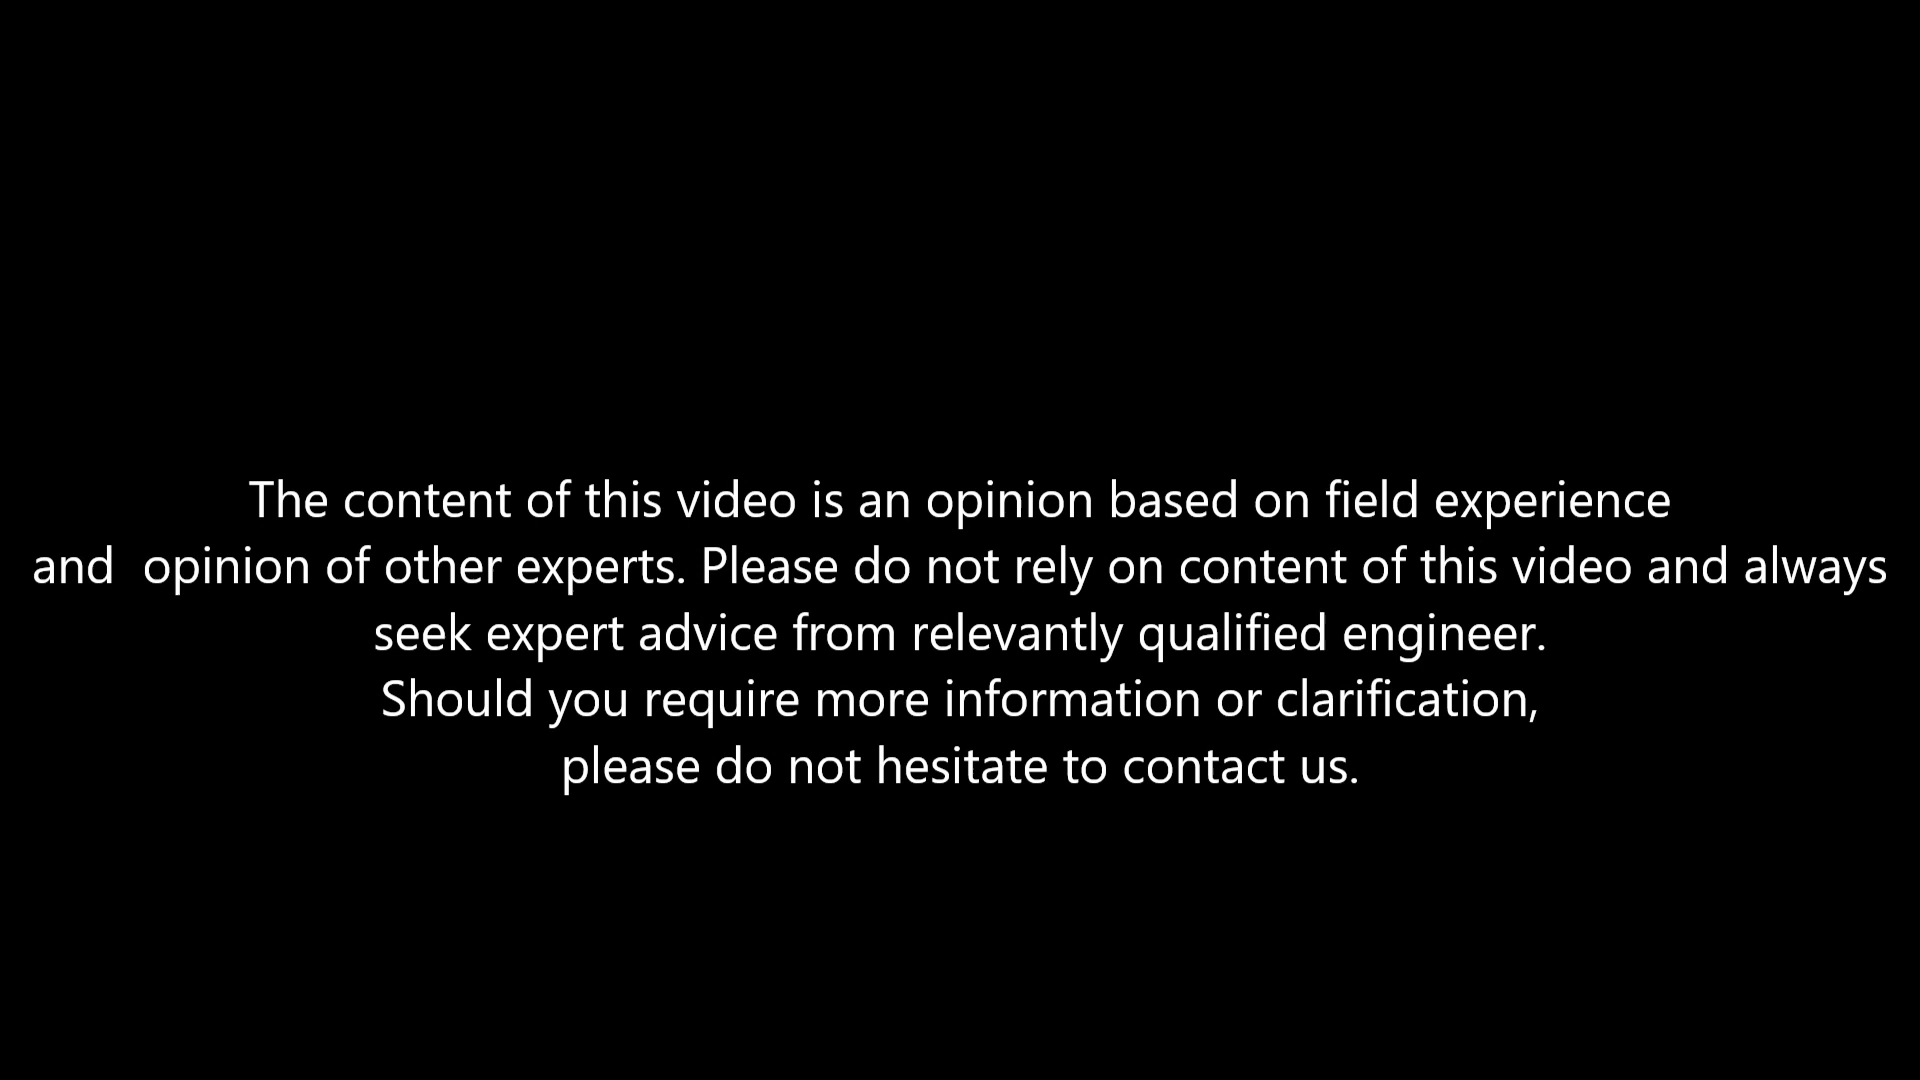 The content of this video is an opinion based on field experience
and  opinion of other experts. Please do not rely on content of this video and always
seek expert advice from relevantly qualified engineer.
Should you require more information or clarification,
please do not hesitate to contact us.